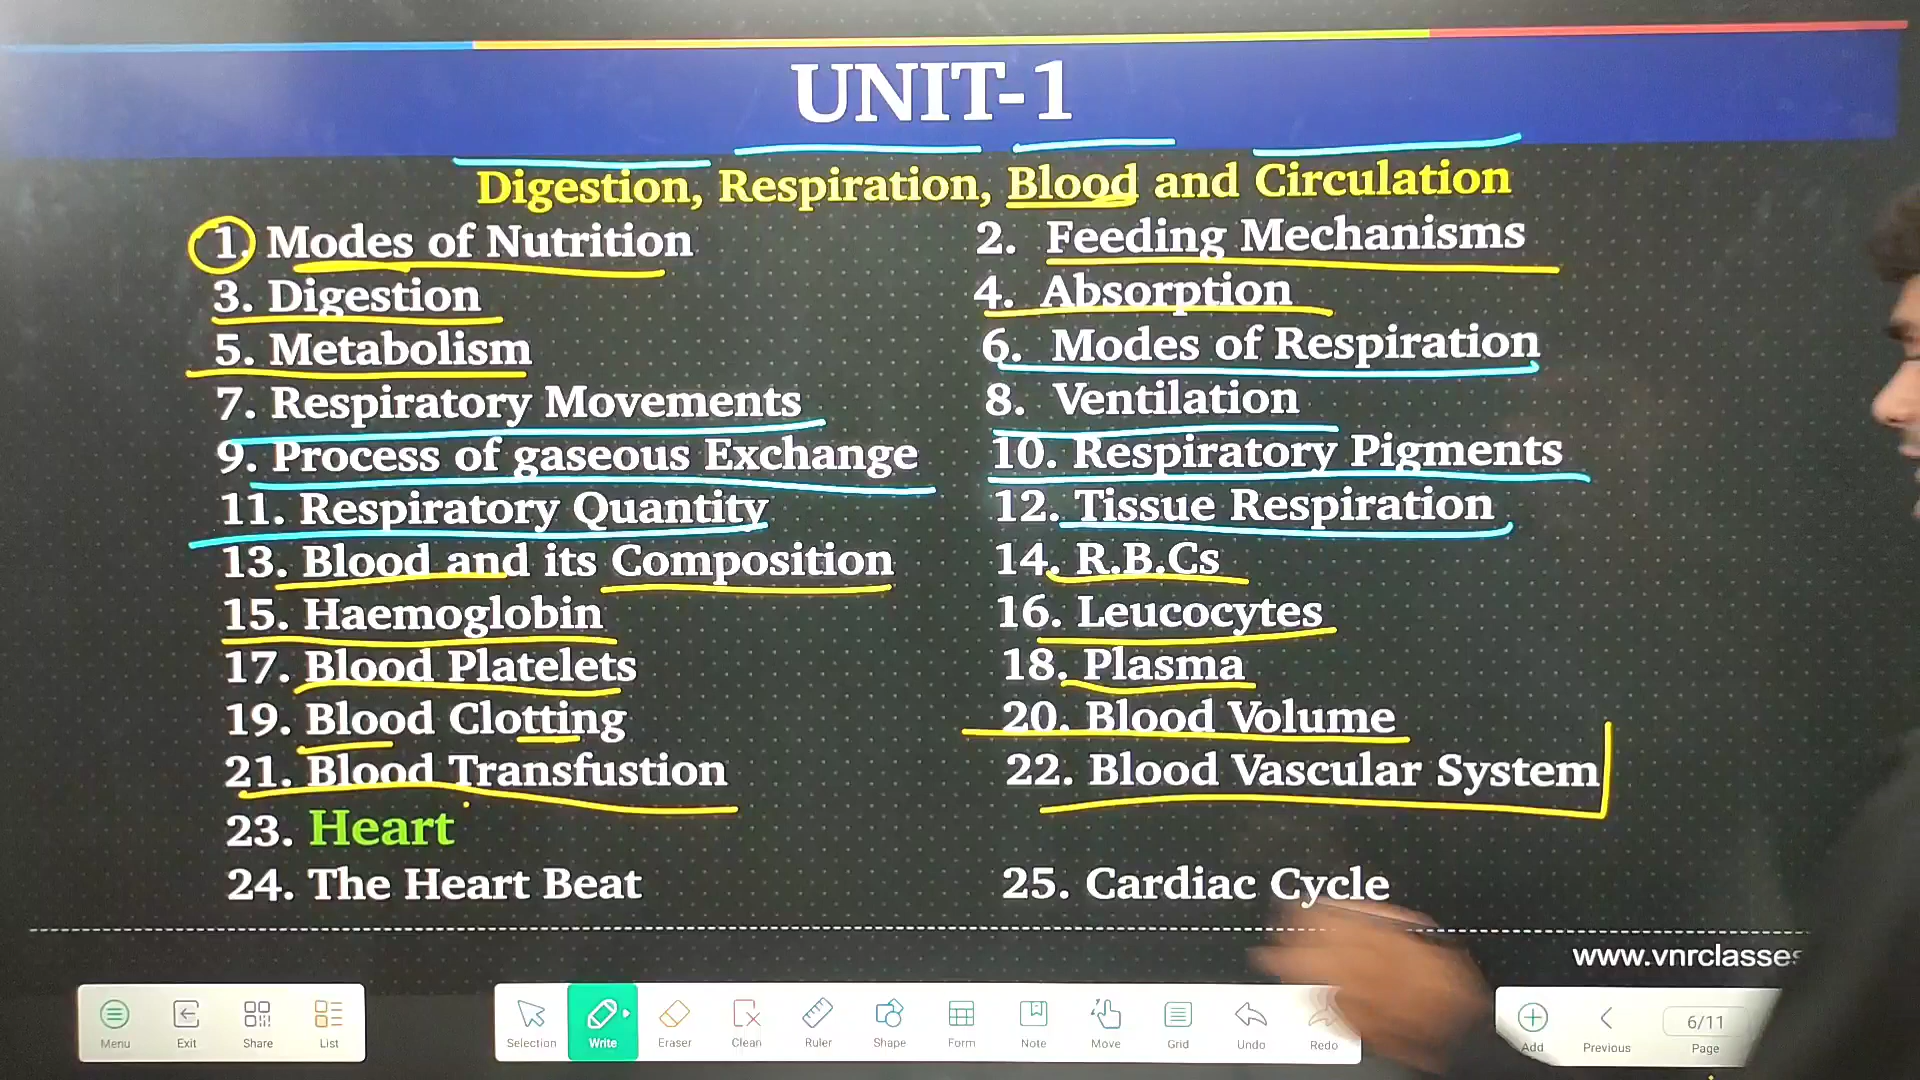 UNIT-1
Digestion, Respiration, Blood and Circulation
1. Modes of Nutrition 2. Feeding Mechanisms
3. Digestion 4. Absorption
5. Metabolism 6. Modes of Respiration
7. Respiratory Movements 8. Ventilation
9. Process of gaseous Exchange 10. Respiratory Pigments
11. Respiratory Quantity 12. Tissue Respiration
13. Blood and its Composition 14. R.B.Cs
15. Haemoglobin 16. Leucocytes
17. Blood Platelets 18. Plasma
19. Blood Clotting 20. Blood Volume
21. Blood Transfustion 22. Blood Vascular System
23. Heart
24. The Heart Beat 25. Cardiac Cycle
www.vnrclasses
6/11
Menu Exit Share List Selection Write Eraser Clean Ruler Shape Form Note Move Grid Undo Redo Add Previous Page